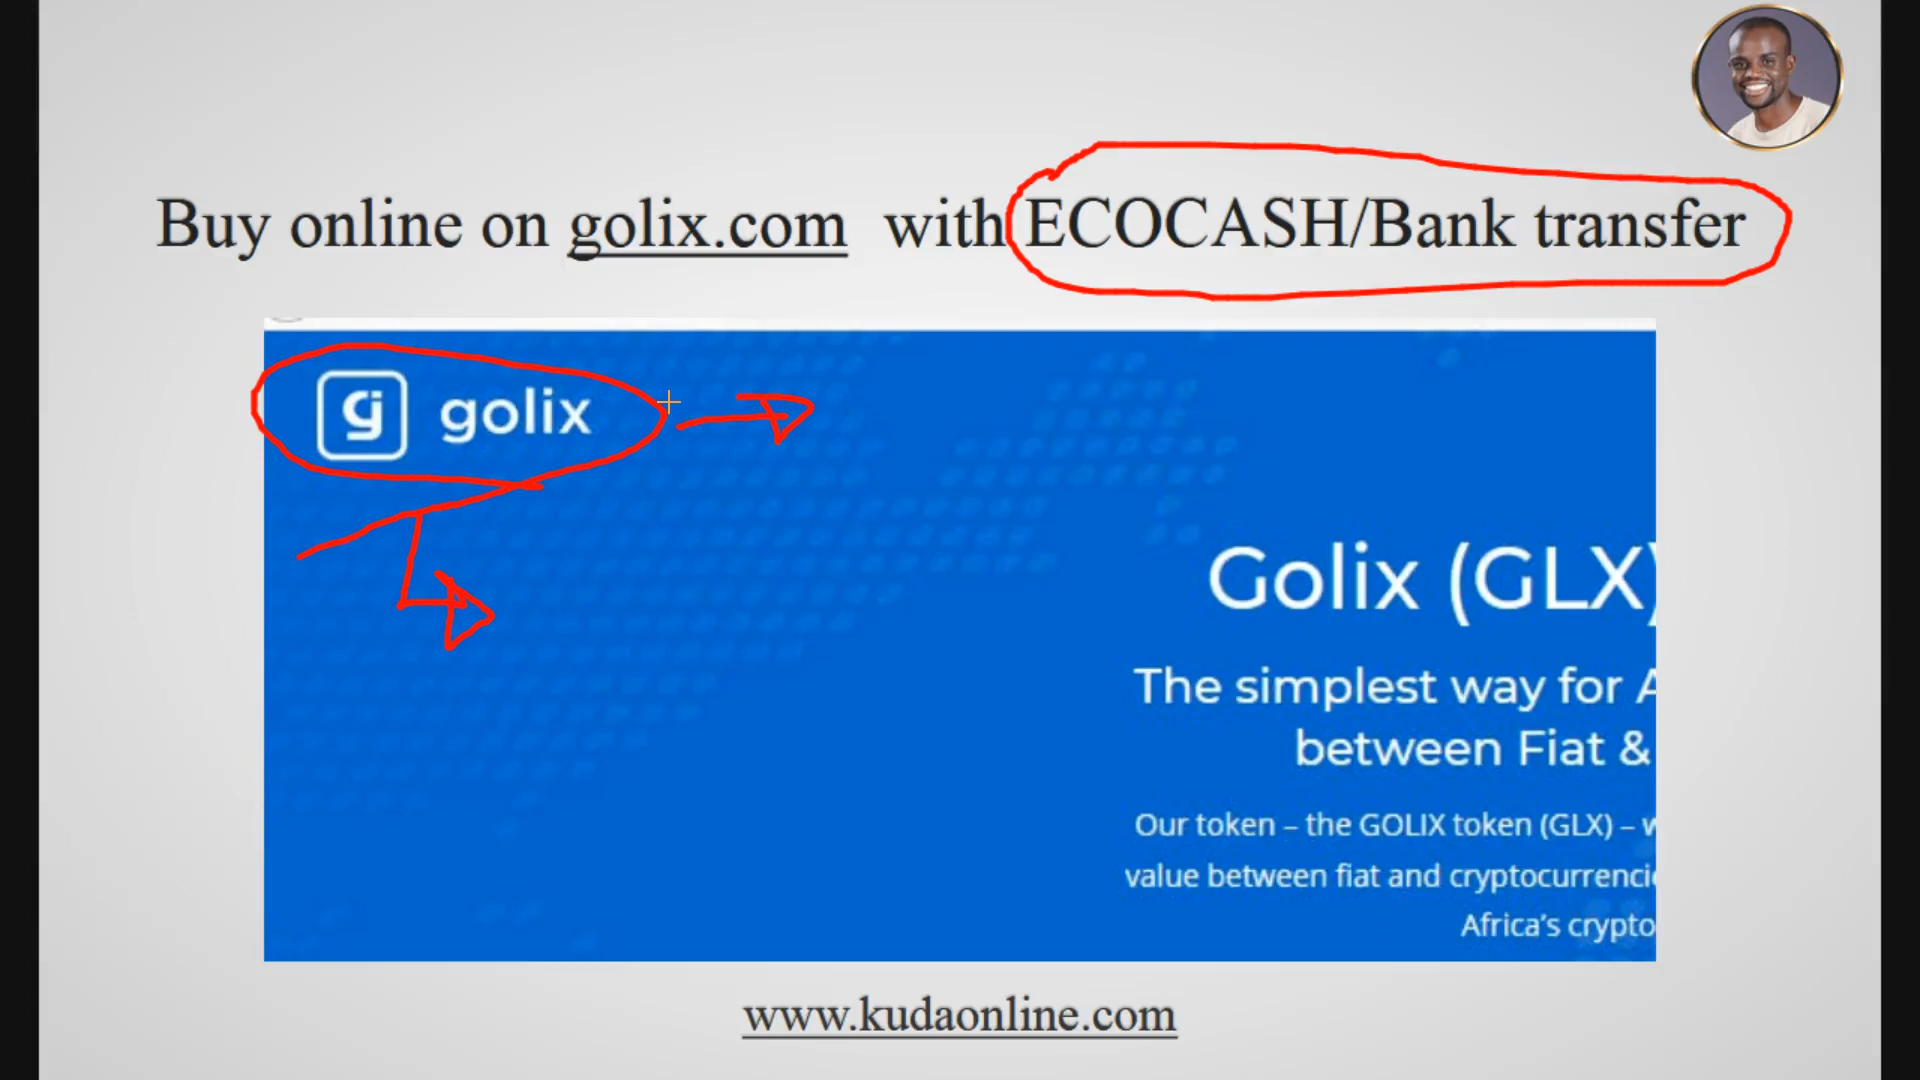 Buy online on golix.com with ECOCASH/Bank transfer
golix
Golix (GLX)
The simplest way for A
between Fiat &
Our token – the GOLIX token (GLX) –
value between fiat and
Africa’s crypto
www.kudaonline.com